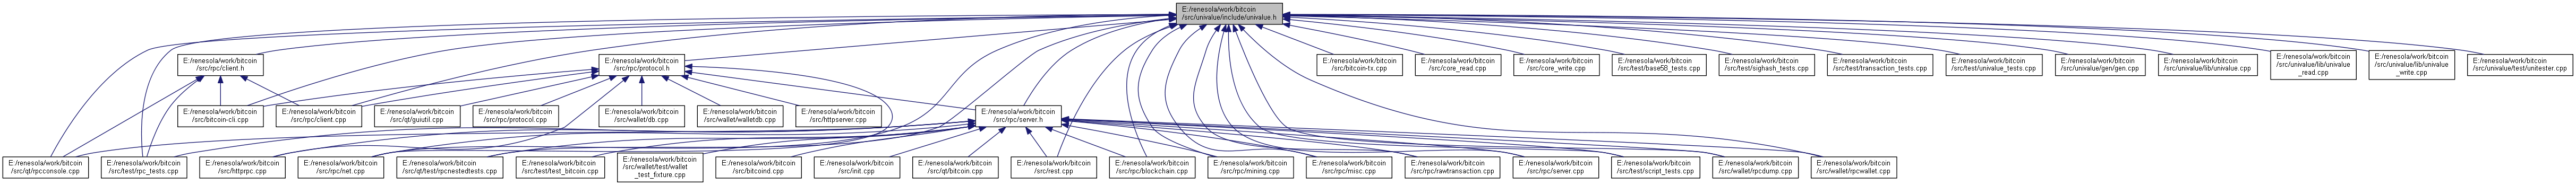 E:/renesola/work/bitcoin
/src/univalue/include/univalue.h
E:/renesola/work/bitcoin
/src/rpc/client.h
E:/renesola/work/bitcoin
/src/rpc/protocol.h
E:/renesola/work/bitcoin
/src/bitcoin-tx.cpp
E:/renesola/work/bitcoin
/src/core_read.cpp
E:/renesola/work/bitcoin
/src/core_write.cpp
E:/renesola/work/bitcoin
/src/test/base58_tests.cpp
E:/renesola/work/bitcoin
/src/test/sighash_tests.cpp
E:/renesola/work/bitcoin
/src/test/transaction_tests.cpp
E:/renesola/work/bitcoin
/src/test/univalue_tests.cpp
E:/renesola/work/bitcoin
/src/univalue/gen/gen.cpp
E:/renesola/work/bitcoin
/src/univalue/lib/univalue.cpp
E:/renesola/work/bitcoin
/src/univalue/lib/univalue
_read.cpp
E:/renesola/work/bitcoin
/src/univalue/lib/univalue
_write.cpp
E:/renesola/work/bitcoin
/src/univalue/test/unitester.cpp
E:/renesola/work/bitcoin
/src/bitcoin-cli.cpp
E:/renesola/work/bitcoin
/src/rpc/client.cpp
E:/renesola/work/bitcoin
/src/qt/guiutil.cpp
E:/renesola/work/bitcoin
/src/rpc/protocol.cpp
E:/renesola/work/bitcoin
/src/wallet/db.cpp
E:/renesola/work/bitcoin
/src/wallet/walletdb.cpp
E:/renesola/work/bitcoin
/src/httpserver.cpp
E:/renesola/work/bitcoin
/src/rpc/server.h
E:/renesola/work/bitcoin
/src/qt/rpcconsole.cpp
E:/renesola/work/bitcoin
/src/test/rpc_tests.cpp
E:/renesola/work/bitcoin
/src/httprpc.cpp
E:/renesola/work/bitcoin
/src/rpc/net.cpp
E:/renesola/work/bitcoin
/src/qt/test/rpcnestedtests.cpp
E:/renesola/work/bitcoin
/src/test/test_bitcoin.cpp
E:/renesola/work/bitcoin
/src/wallet/test/wallet
_test_fixture.cpp
E:/renesola/work/bitcoin
/src/bitcoind.cpp
E:/renesola/work/bitcoin
/src/init.cpp
E:/renesola/work/bitcoin
/src/qt/bitcoin.cpp
E:/renesola/work/bitcoin
/src/rest.cpp
E:/renesola/work/bitcoin
/src/rpc/blockchain.cpp
E:/renesola/work/bitcoin
/src/rpc/mining.cpp
E:/renesola/work/bitcoin
/src/rpc/misc.cpp
E:/renesola/work/bitcoin
/src/rpc/rawtransaction.cpp
E:/renesola/work/bitcoin
/src/rpc/server.cpp
E:/renesola/work/bitcoin
/src/test/script_tests.cpp
E:/renesola/work/bitcoin
/src/wallet/rpcdump.cpp
E:/renesola/work/bitcoin
/src/wallet/rpcwallet.cpp